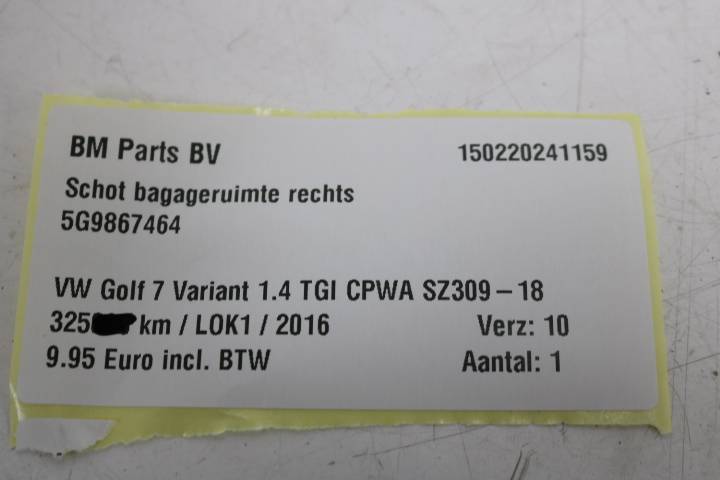 BM Parts BV 150220241159
Schot bagageruimte rechts
5G9867464
VW Golf 7 Variant 1.4 TGI CPWA SZ309-18
325 km / LOK1 / 2016 Verz: 10
9.95 Euro incl. BTW Aantal: 1